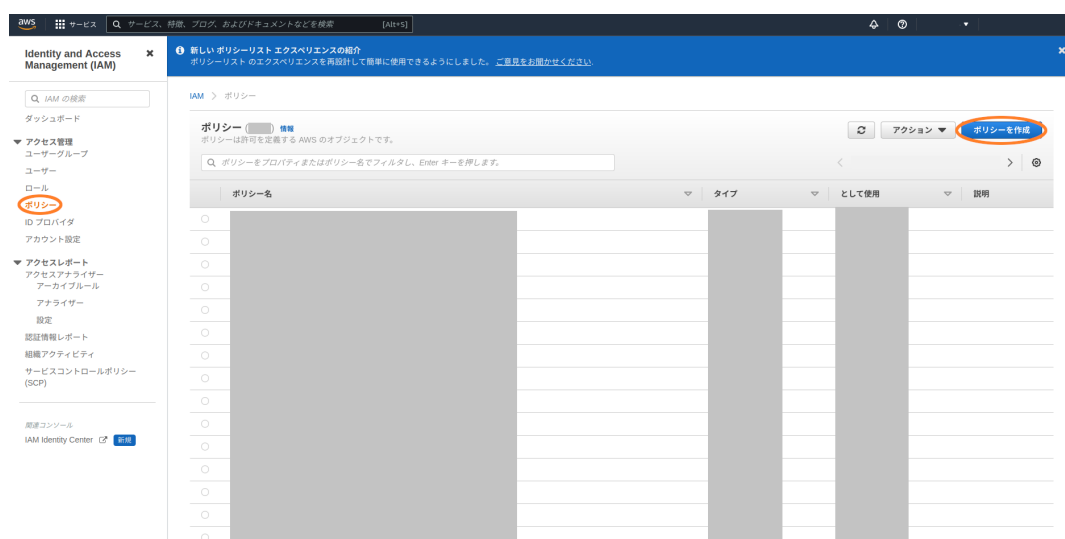 aws
サービス
サービス、特徴、ブログ、およびドキュメントなどを検索
[Alt+S]
Identity and Access Management (IAM)
IAM の検索
ダッシュボード
アクセス管理
ユーザーグループ
ユーザー
ロール
ポリシー
ID プロバイダ
アカウント設定
アクセスレポート
アクセスアナライザー
アーカイブルール
アナライザー
設定
認証情報レポート
組織アクティビティ
サービスコントロールポリシー
(SCP)
関連コンソール
IAM Identity Center
新規
新しい ポリシーリスト エクスペリエンスの紹介
ポリシーリスト のエクスペリエンスを再設計して簡単に使用できるようにしました。 ご意見をお聞かせください.
IAM > ポリシー
ポリシー ( ) 情報
ポリシーは許可を定義する AWS のオブジェクトです。
アクション
ポリシーを作成
ポリシーをプロパティまたはポリシー名でフィルタし、Enter キーを押します。
ポリシー名
タイプ
として使用
説明